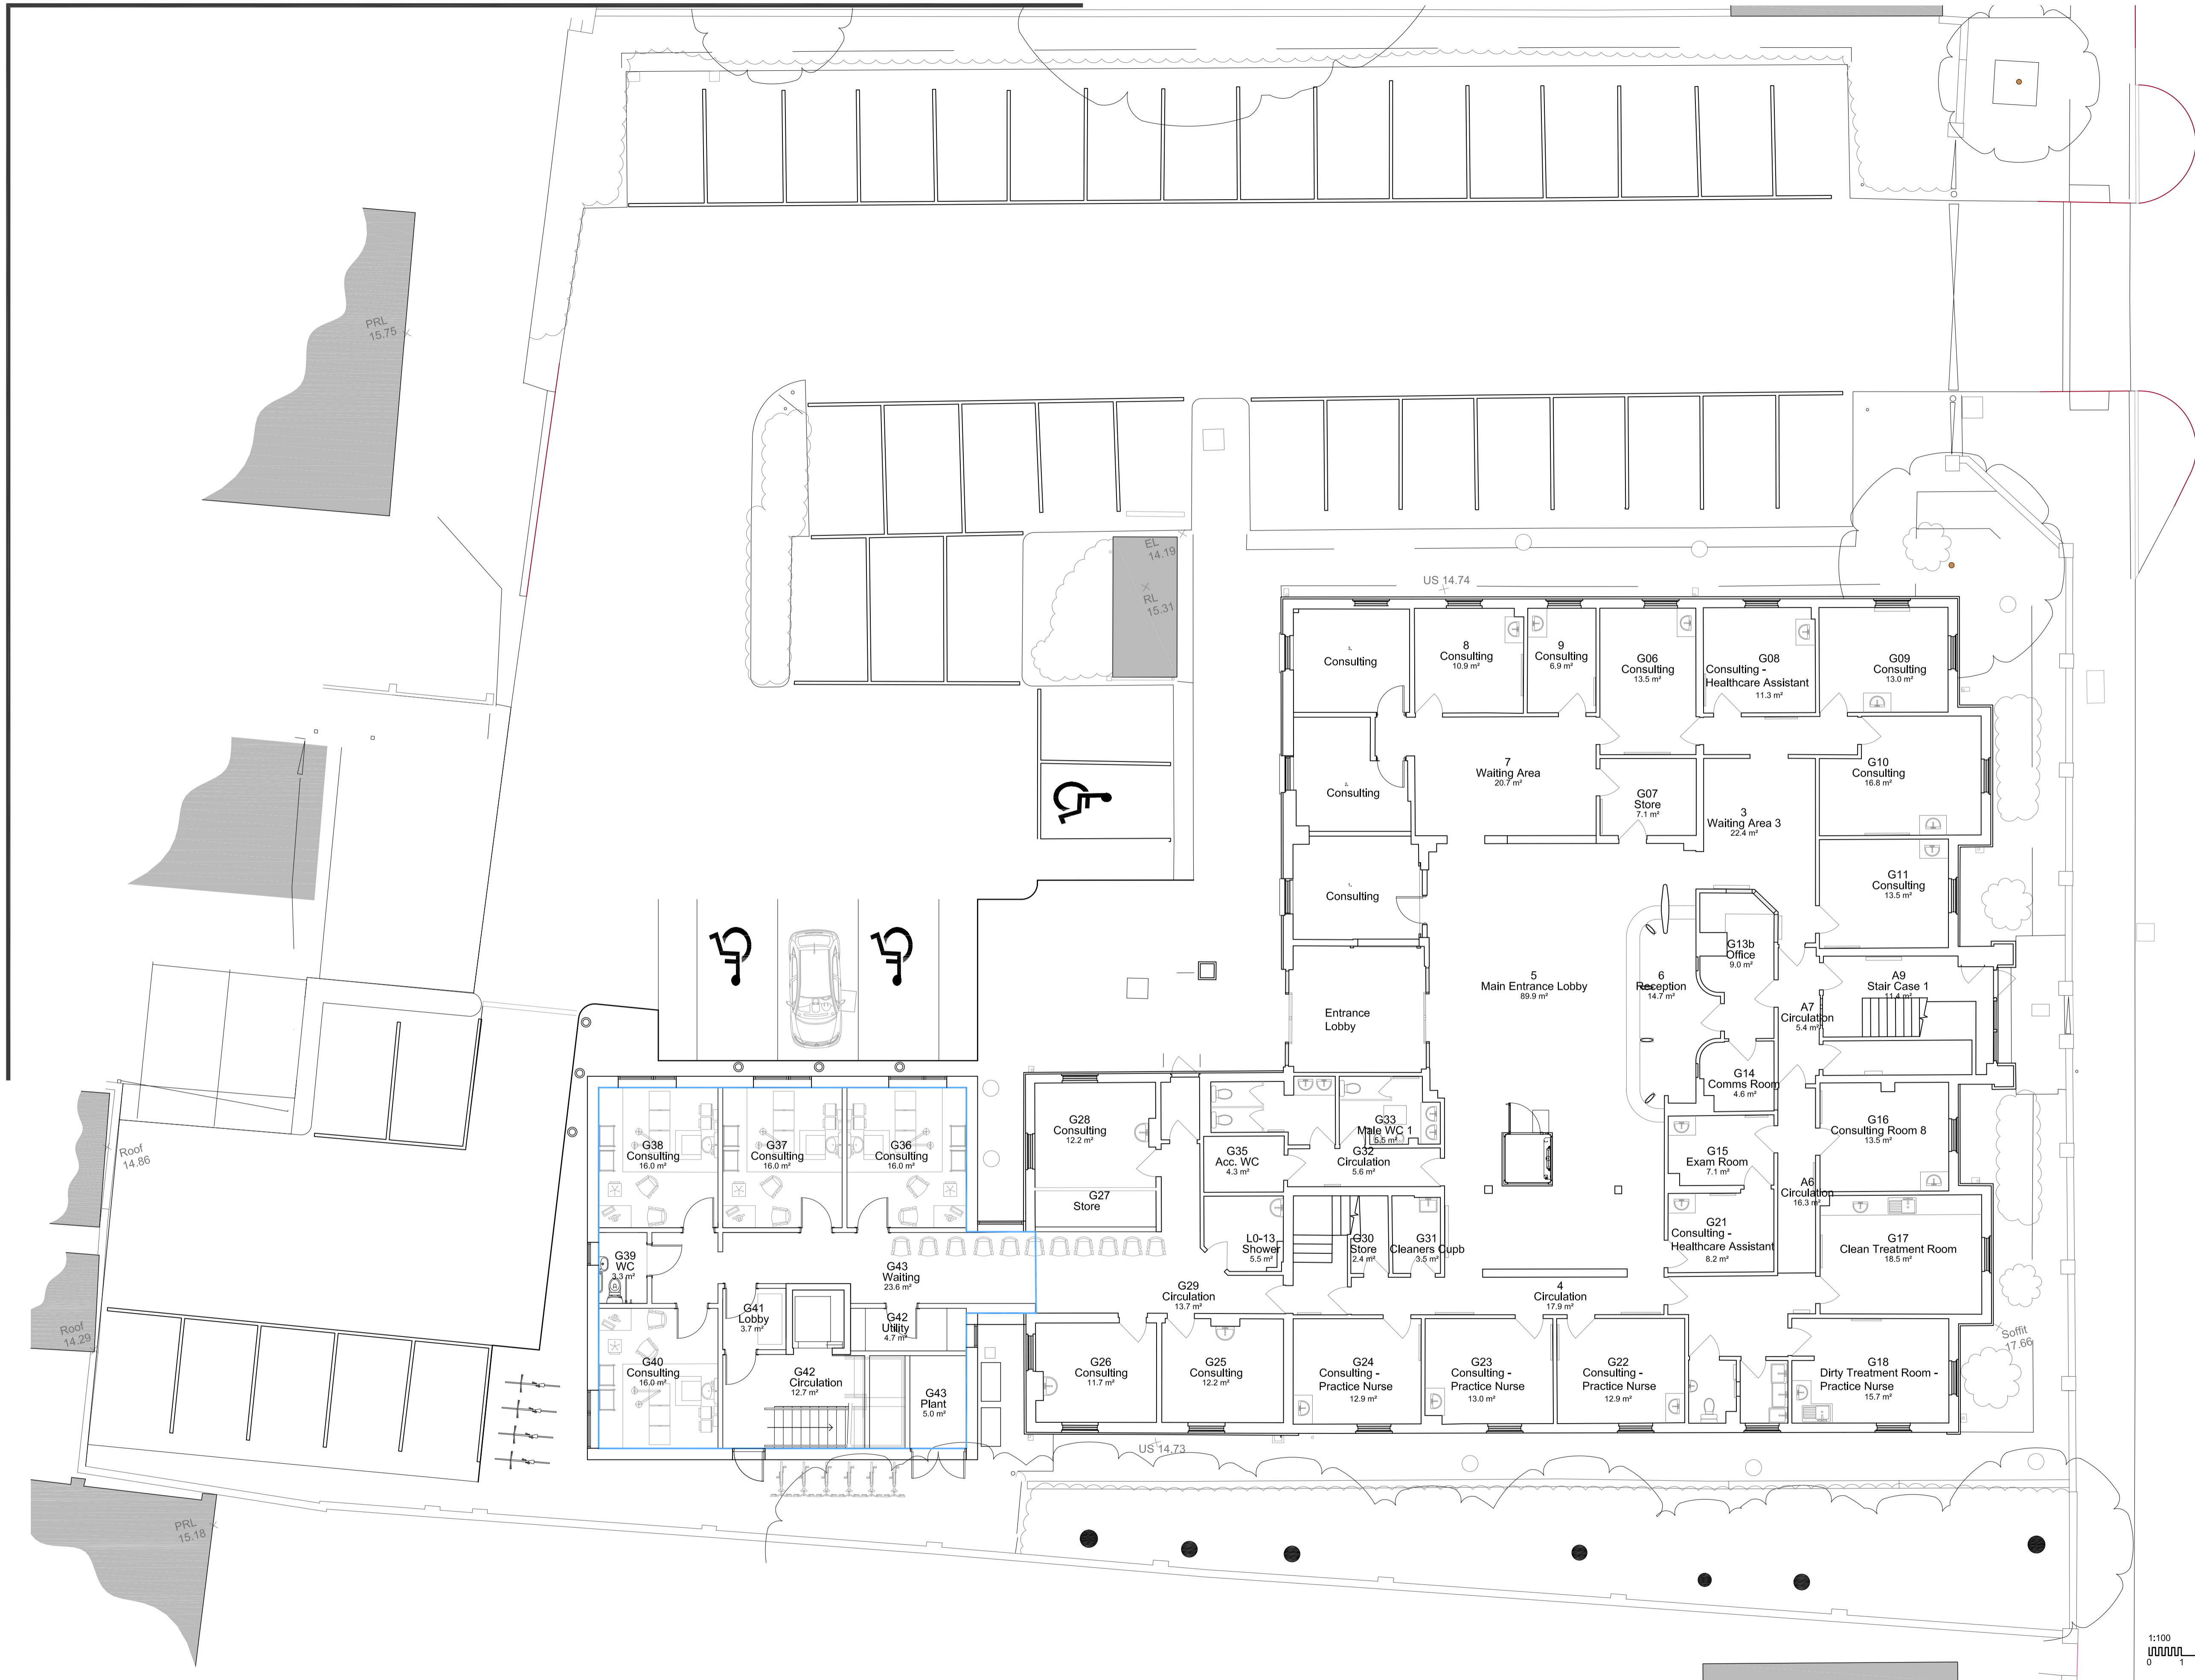 PRL
15.75
EL
14.19
RL
15.31
US 14.74
3.
Consulting
8
Consulting
10.9 m²
9
Consulting
6.9 m²
G06
Consulting
13.5 m²
G08
Consulting -
Healthcare Assistant
11.3 m²
G09
Consulting
13.0 m²
2.
Consulting
7
Waiting Area
20.7 m²
G07
Store
7.1 m²
3
Waiting Area 3
22.4 m²
G10
Consulting
16.8 m²
1.
Consulting
G11
Consulting
13.5 m²
G13b
Office
9.0 m²
Entrance
Lobby
5
Main Entrance Lobby
89.9 m²
6
Reception
14.7 m²
A9
Stair Case 1
11.4 m²
A7
Circulation
5.4 m²
G14
Comms Room
4.6 m²
G38
Consulting
16.0 m²
G37
Consulting
16.0 m²
G36
Consulting
16.0 m²
G28
Consulting
12.2 m²
G27
Store
G35
Acc. WC
4.3 m²
G33
Male WC 1
5.5 m²
G32
Circulation
5.6 m²
G15
Exam Room
7.1 m²
G16
Consulting Room 8
13.5 m²
A6
Circulation
16.3 m²
G39
WC
3.3 m²
G43
Waiting
23.6 m²
L0-13
Shower
5.5 m²
G30
Store
2.4 m²
G31
Cleaners Cupb
3.5 m²
G21
Consulting -
Healthcare Assistant
8.2 m²
G17
Clean Treatment Room
18.5 m²
G41
Lobby
3.7 m²
G42
Utility
4.7 m²
G29
Circulation
13.7 m²
4
Circulation
17.9 m²
G40
Consulting
16.0 m²
G42
Circulation
12.7 m²
G43
Plant
5.0 m²
G26
Consulting
11.7 m²
G25
Consulting
12.2 m²
G24
Consulting -
Practice Nurse
12.9 m²
G23
Consulting -
Practice Nurse
13.0 m²
G22
Consulting -
Practice Nurse
12.9 m²
G18
Dirty Treatment Room -
Practice Nurse
15.7 m²
Roof
14.86
Roof
14.29
Soffit
17.66
US 14.73
PRL
15.18
1:100
0 1